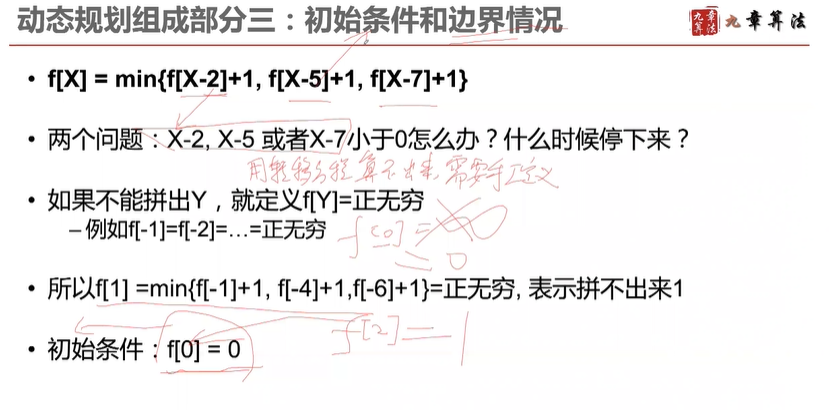 动态规划组成部分三：初始条件和边界情况
九章算法
九章算法
• f[X] = min{f[X-2]+1, f[X-5]+1, f[X-7]+1}
• 两个问题：X-2, X-5 或者X-7小于0怎么办？什么时候停下来？
用转移方程算不出来,需要手工定义
• 如果不能拼出Y，就定义f[Y]=正无穷
–例如f[-1]=f[-2]=…=正无穷
f[0]=∞
=0
• 所以f[1] =min{f[-1]+1, f[-4]+1,f[-6]+1}=正无穷, 表示拼不出来1
f[2]=1
• 初始条件：f[0] = 0